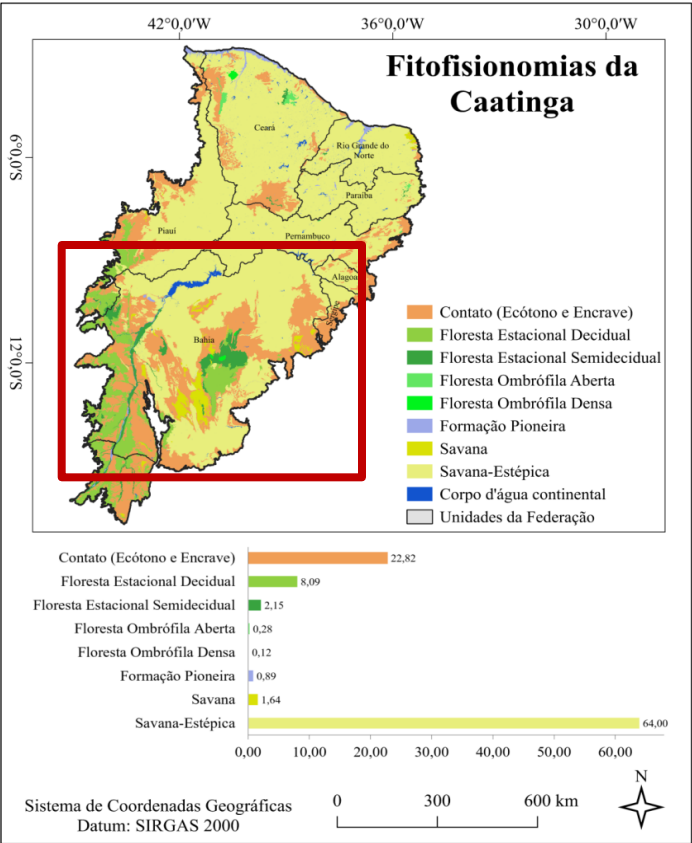 42°0,0'W 36°0,0'W 30°0,0'W
Fitofisionomias da
Caatinga
6°0,0'S
12°0,0'S
Ceará
Rio Grande do
Norte
Paraíba
Piauí
Pernambuco
Alagoa
Bahia
Contato (Ecótono e Encrave)
Floresta Estacional Decidual
Floresta Estacional Semidecidual
Floresta Ombrófila Aberta
Floresta Ombrófila Densa
Formação Pioneira
Savana
Savana-Estépica
Corpo d'água continental
Unidades da Federação
Contato (Ecótono e Encrave) 22,82
Floresta Estacional Decidual 8,09
Floresta Estacional Semidecidual 2,15
Floresta Ombrófila Aberta 0,28
Floresta Ombrófila Densa 0,12
Formação Pioneira 0,89
Savana 1,64
Savana-Estépica 64,00
0,00 10,00 20,00 30,00 40,00 50,00 60,00
Sistema de Coordenadas Geográficas
Datum: SIRGAS 2000
0 300 600 km
N